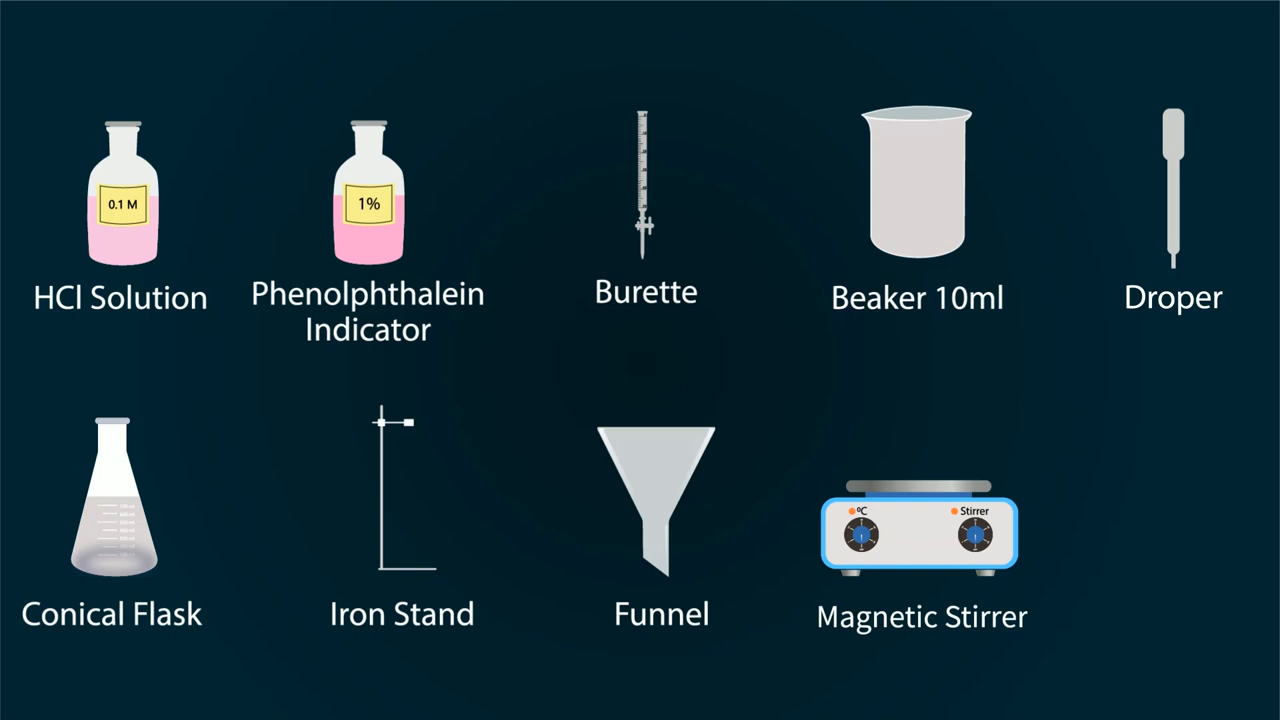 0.1 M
1%
HCl Solution
Phenolphthalein
Indicator
Burette
Beaker 10ml
Droper
ºC
Stirrer
Conical Flask
Iron Stand
Funnel
Magnetic Stirrer